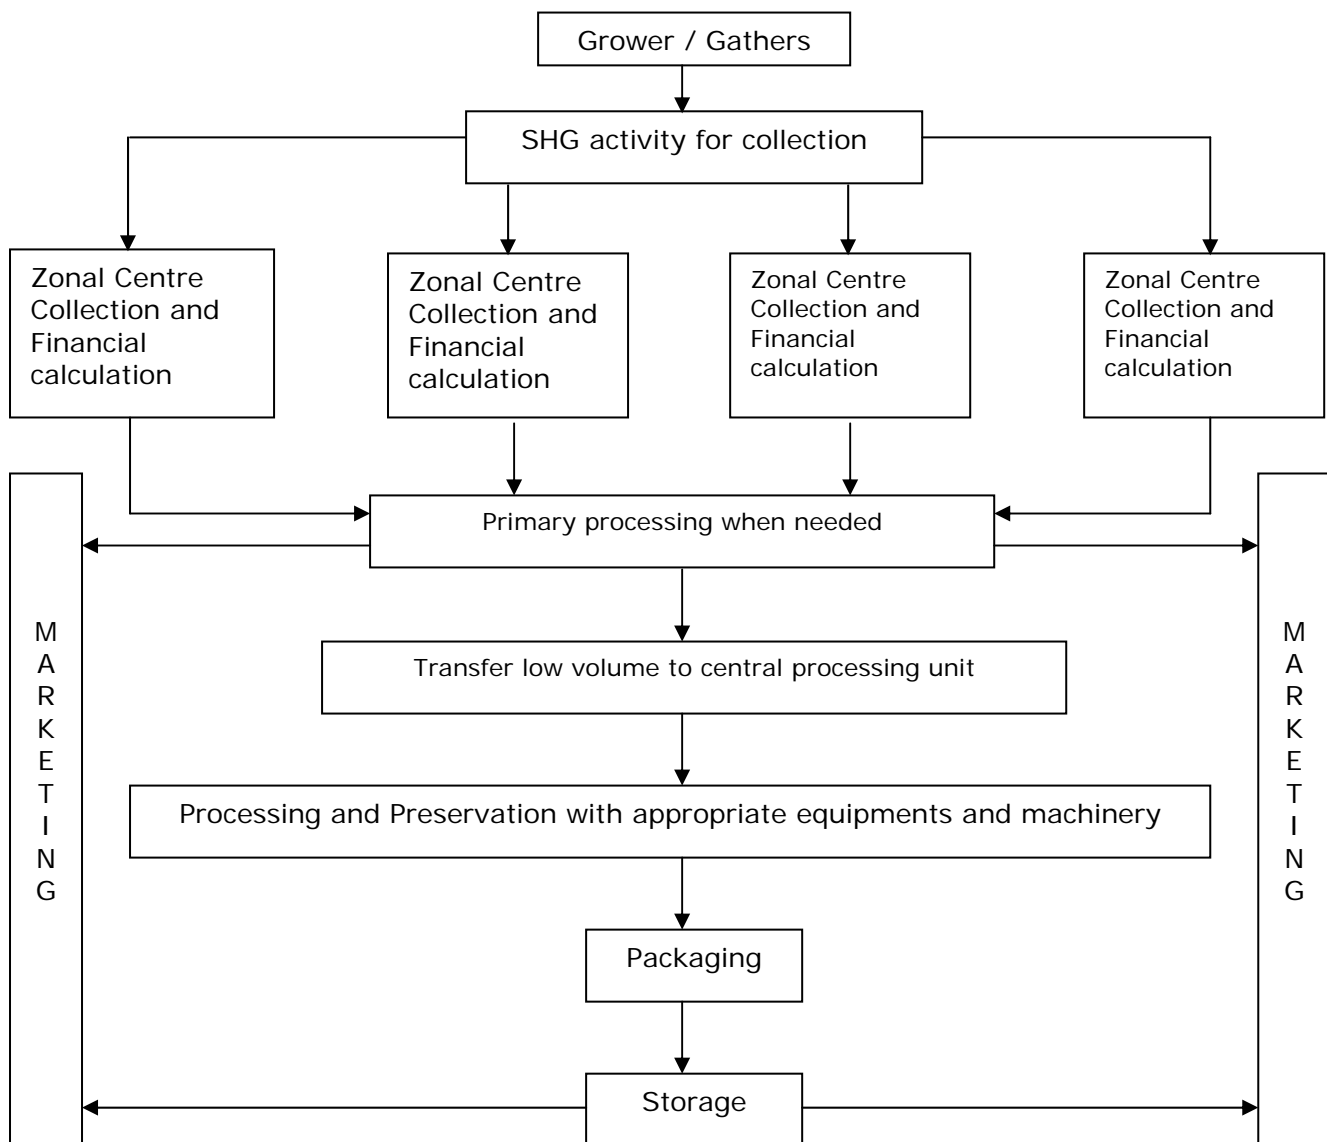 Grower / Gathers
SHG activity for collection
Zonal Centre
Collection and
Financial
calculation
Zonal Centre
Collection and
Financial
calculation
Zonal Centre
Collection and
Financial
calculation
Zonal Centre
Collection and
Financial
calculation
Primary processing when needed
M
A
R
K
E
T
I
N
G
Transfer low volume to central processing unit
Processing and Preservation with appropriate equipments and machinery
Packaging
Storage
M
A
R
K
E
T
I
N
G